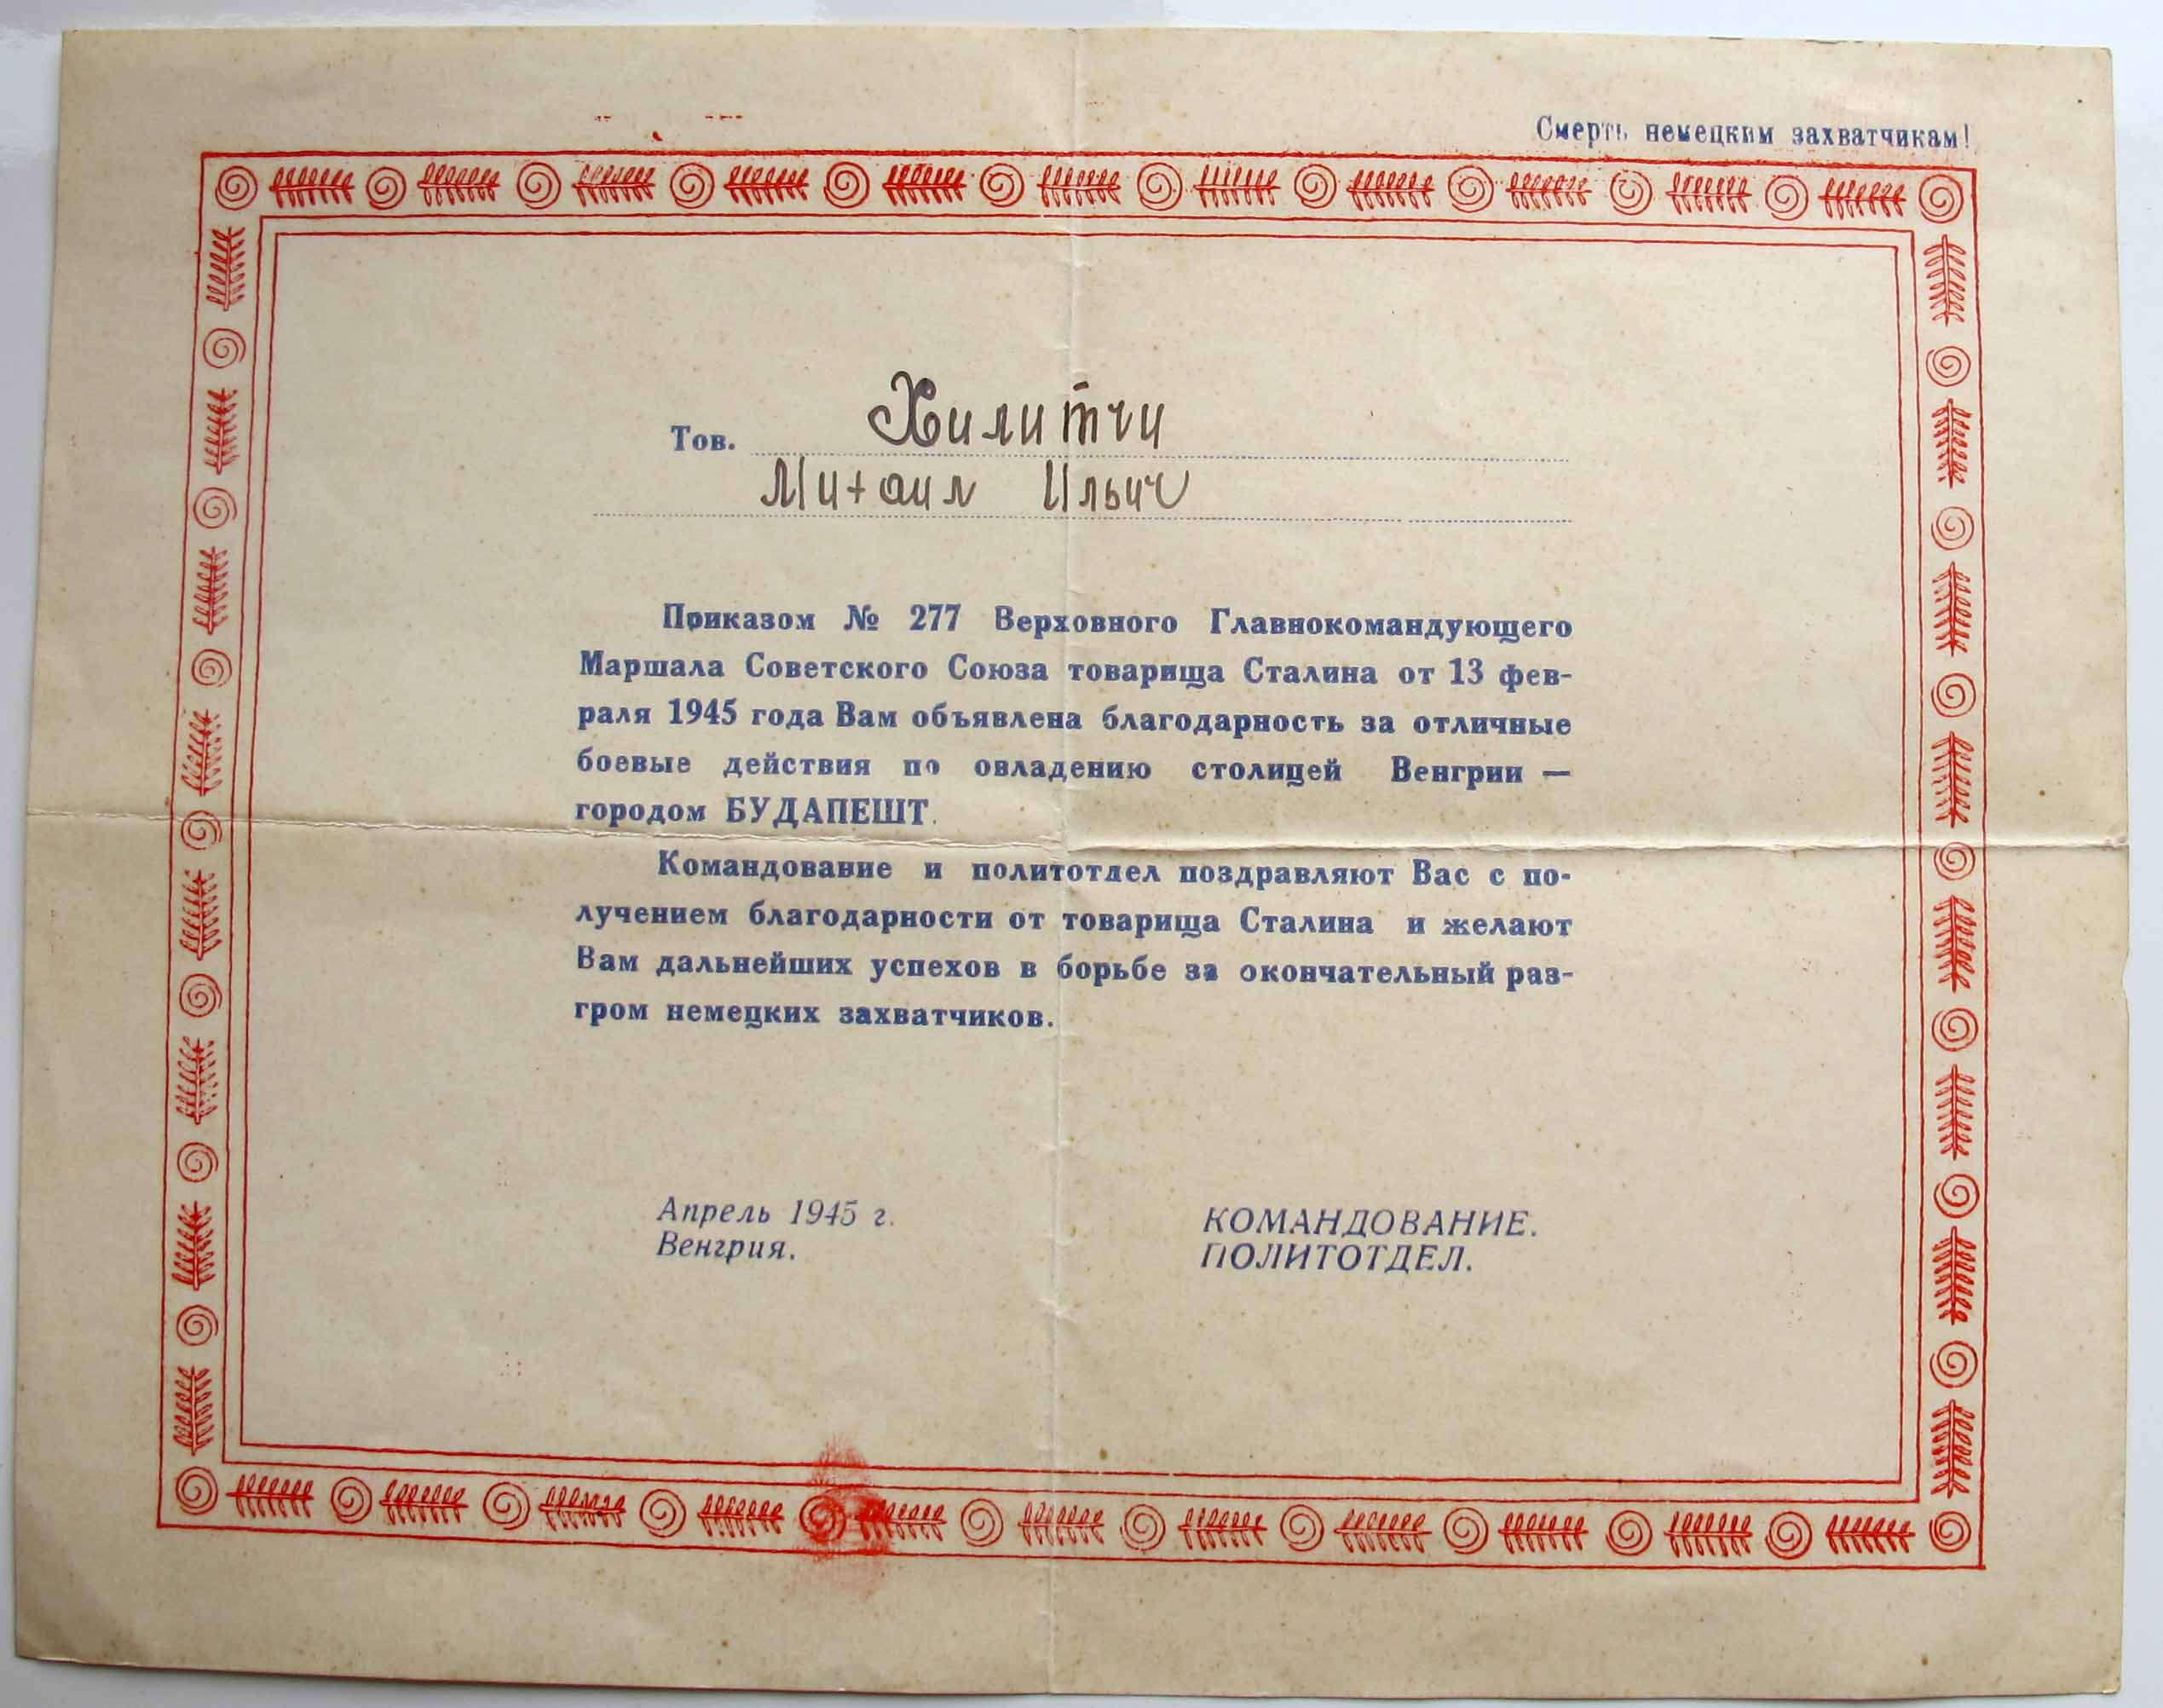 Смерть немецким захватчикам!
Тов. Хилитчи
Михаил Ильич
Приказом № 277 Верховного Главнокомандующего
Маршала Советского Союза товарища Сталина от 13 фев-
раля 1945 года Вам объявлена благодарность за отличные
боевые действия по овладению столицей Венгрии —
городом БУДАПЕШТ.
Командование и политотдел поздравляют Вас с по-
лучением благодарности от товарища Сталина и желают
Вам дальнейших успехов в борьбе за окончательный раз-
гром немецких захватчиков.
Апрель 1945 г.
Венгрия.
КОМАНДОВАНИЕ.
ПОЛИТОТДЕЛ.